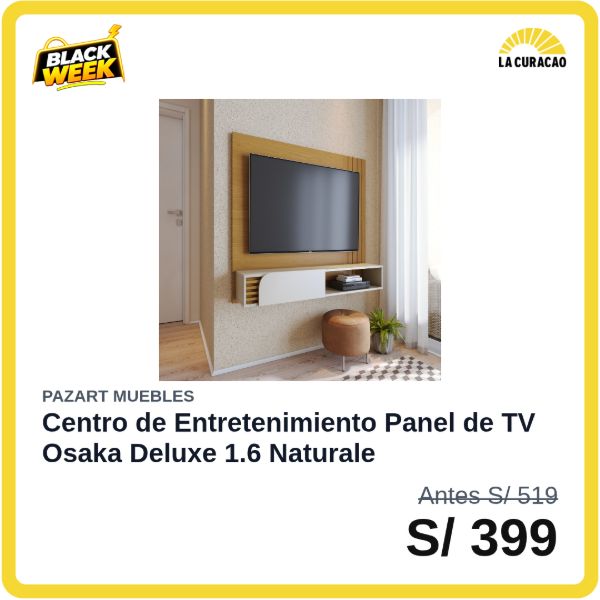 BLACK
WEEK
LA CURACAO
PAZART MUEBLES
Centro de Entretenimiento Panel de TV
Osaka Deluxe 1.6 Naturale
Antes S/ 519
S/ 399